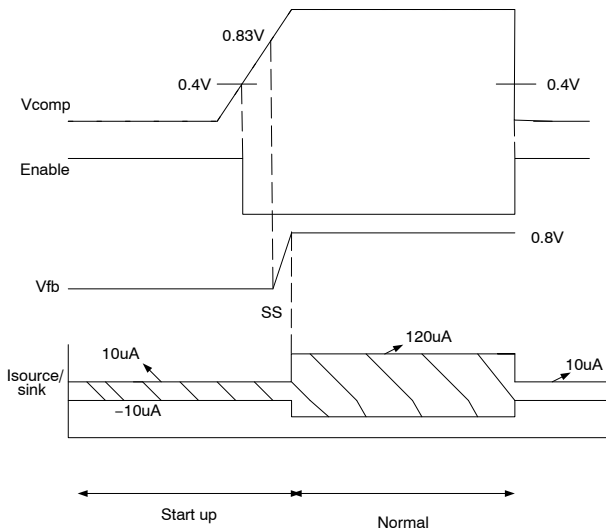 0.83V
0.4V
0.4V
Vcomp
Enable
0.8V
Vfb
SS
120uA
10uA
10uA
Isource/
sink
−10uA
Start up
Normal